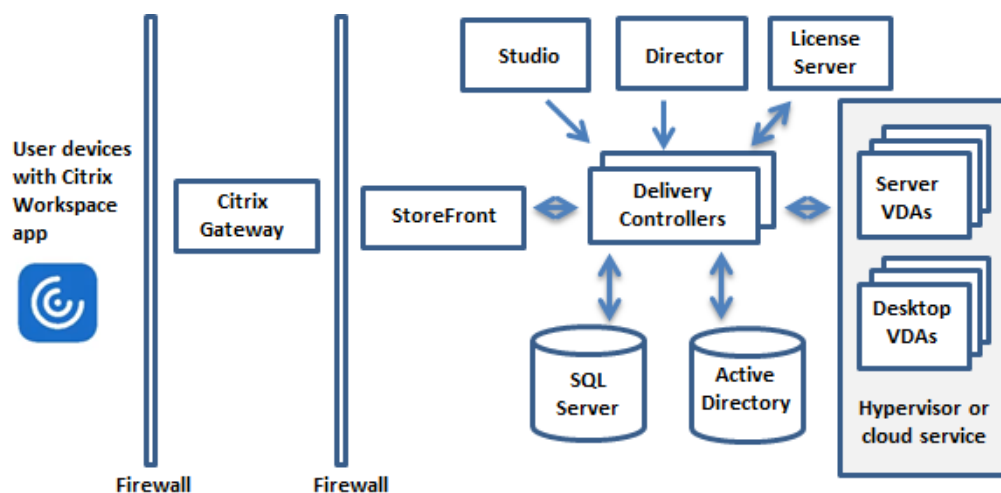 User devices
with Citrix
Workspace
app
Firewall
Citrix
Gateway
Firewall
StoreFront
Studio
Director
License
Server
Delivery
Controllers
SQL
Server
Active
Directory
Server
VDAs
Desktop
VDAs
Hypervisor or
cloud service